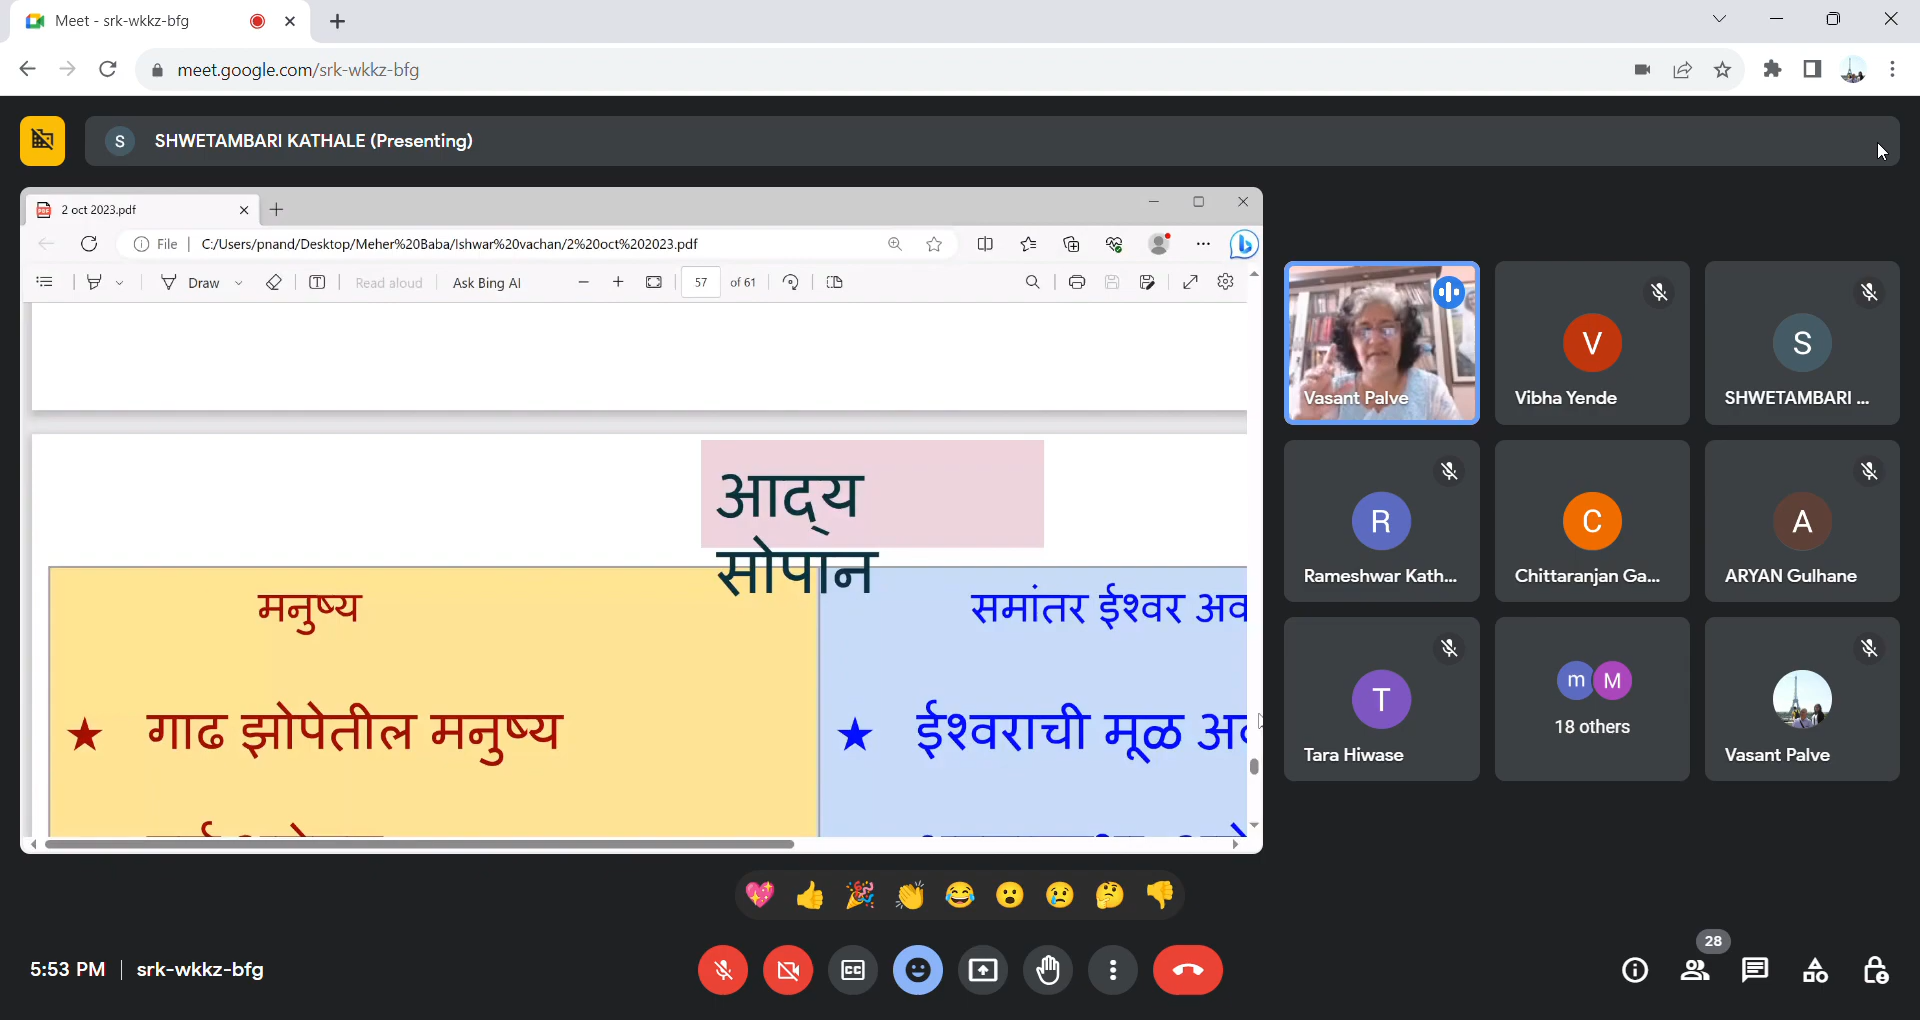 Meet - srk-wkkz-bfg
meet.google.com/srk-wkkz-bfg
S SHWETAMBARI KATHALE (Presenting)
2 oct 2023.pdf
File C:/Users/pnand/Desktop/Meher%20Baba/Ishwar%20vachan/2%20oct%202023.pdf
Draw Read aloud Ask Bing AI 57 of 61
आद्य
सोपान
मनुष्य
समांतर ईश्वर
★ गाढ झोपेतील मनुष्य
★ ईश्वराची मूळ
Vasant Palve
V
Vibha Yende
S
SHWETAMBARI ...
R
Rameshwar Kath...
C
Chittaranjan Ga...
A
ARYAN Gulhane
T
Tara Hiwase
m M
18 others
Vasant Palve
5:53 PM srk-wkkz-bfg
CC
28